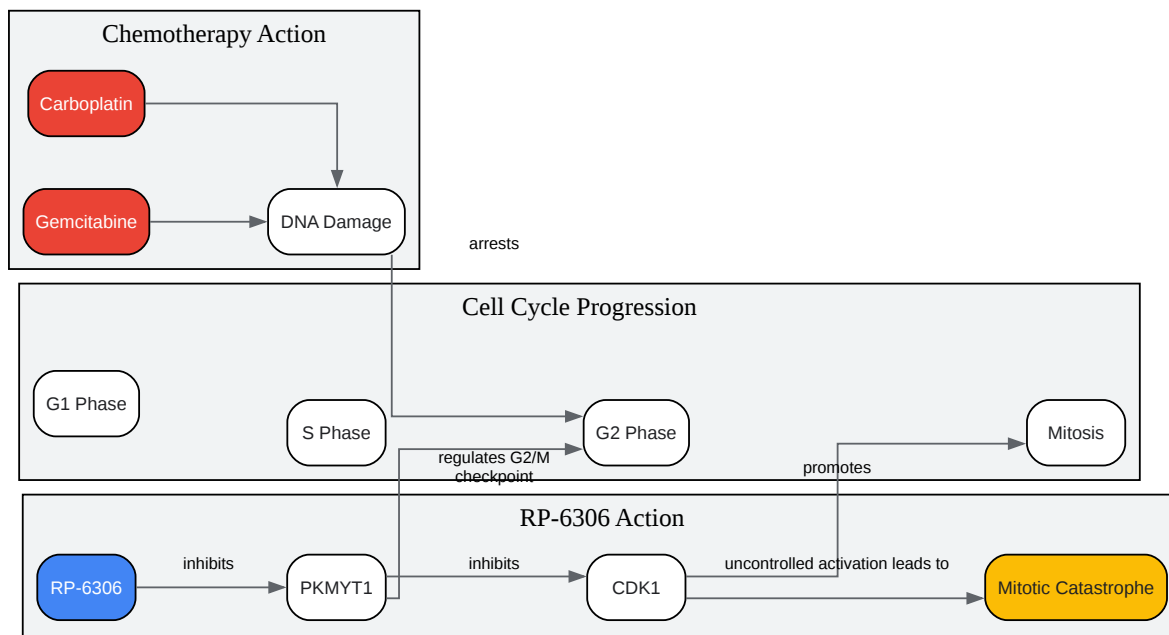 Chemotherapy Action
Carboplatin
Gemcitabine
DNA Damage
arrests
Cell Cycle Progression
G1 Phase
S Phase
G2 Phase
Mitosis
regulates G2/M
checkpoint
promotes
RP-6306 Action
RP-6306
inhibits
PKMYT1
inhibits
CDK1
uncontrolled activation leads to
Mitotic Catastrophe